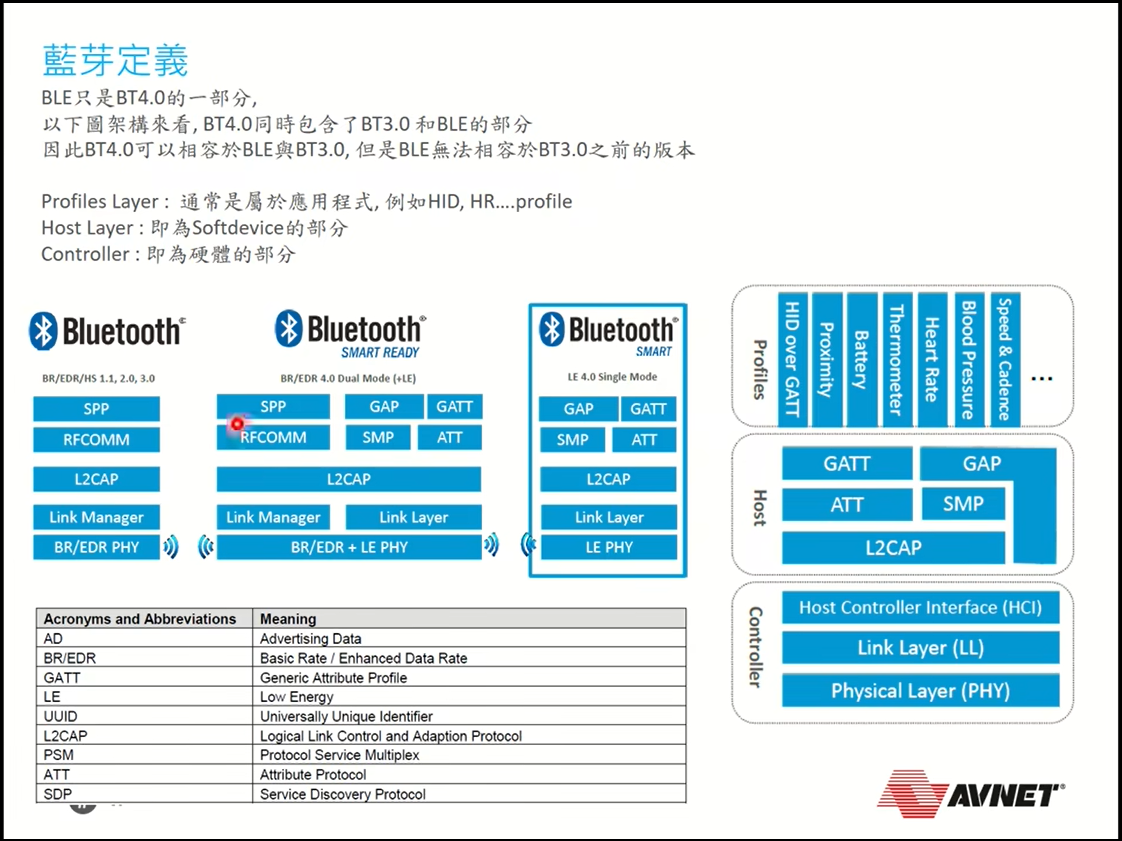 藍芽定義
BLE只是BT4.0的一部分,
以下圖架構來看, BT4.0同時包含了BT3.0 和BLE的部分
因此BT4.0可以相容於BLE與BT3.0, 但是BLE無法相容於BT3.0之前的版本
Profiles Layer : 通常是屬於應用程式, 例如HID, HR....profile
Host Layer : 即為Softdevice的部分
Controller : 即為硬體的部分
Bluetooth
BR/EDR/HS 1.1, 2.0, 3.0
SPP
RFCOMM
L2CAP
Link Manager
BR/EDR PHY
Bluetooth
SMART READY
BR/EDR 4.0 Dual Mode (+LE)
SPP GAP GATT
RFCOMM SMP ATT
L2CAP
Link Manager Link Layer
BR/EDR + LE PHY
Bluetooth
SMART
LE 4.0 Single Mode
GAP GATT
SMP ATT
L2CAP
Link Layer
LE PHY
Profiles
HID over GATT
Proximity
Battery
Thermometer
Heart Rate
Blood Pressure
Speed & Cadence
...
Host
GATT GAP
ATT SMP
L2CAP
Controller
Host Controller Interface (HCI)
Link Layer (LL)
Physical Layer (PHY)
Acronyms and Abbreviations Meaning
AD Advertising Data
BR/EDR Basic Rate / Enhanced Data Rate
GATT Generic Attribute Profile
LE Low Energy
UUID Universally Unique Identifier
L2CAP Logical Link Control and Adaption Protocol
PSM Protocol Service Multiplex
ATT Attribute Protocol
SDP Service Discovery Protocol
AVNET®